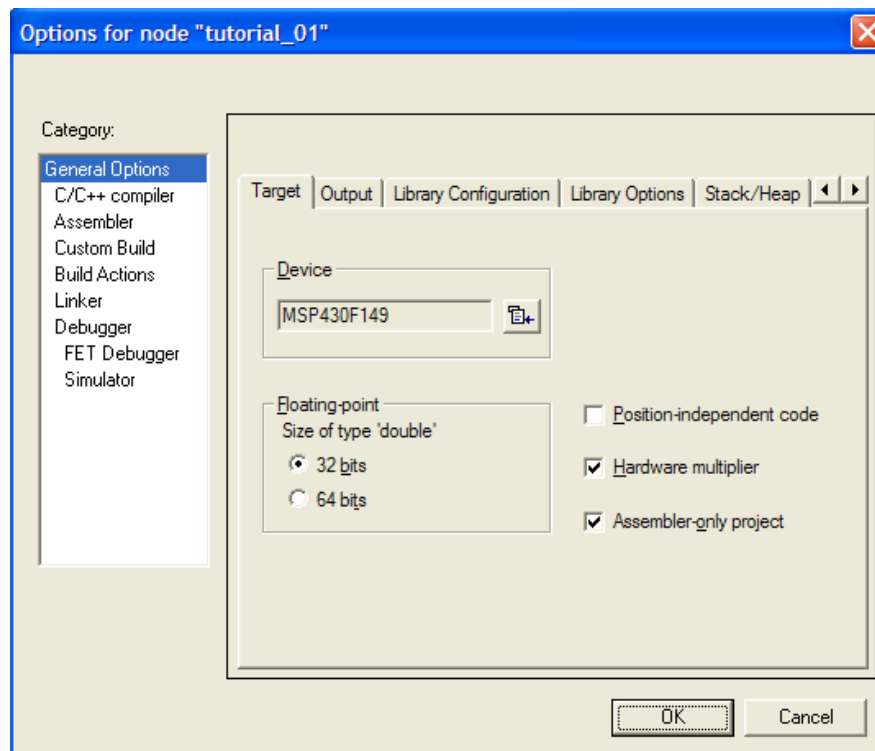 Options for node "tutorial_01"
Category:
General Options
C/C++ compiler
Assembler
Custom Build
Build Actions
Linker
Debugger
FET Debugger
Simulator
Target Output Library Configuration Library Options Stack/Heap
Device
MSP430F149
Floating-point
Size of type 'double'
32 bits
64 bits
Position-independent code
Hardware multiplier
Assembler-only project
OK Cancel